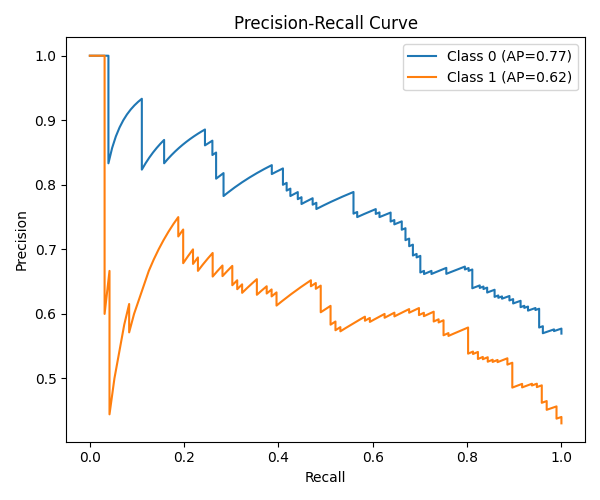 Precision-Recall Curve
Class 0 (AP=0.77)
Class 1 (AP=0.62)
Precision
1.0
0.9
0.8
0.7
0.6
0.5
0.0 0.2 0.4 0.6 0.8 1.0
Recall